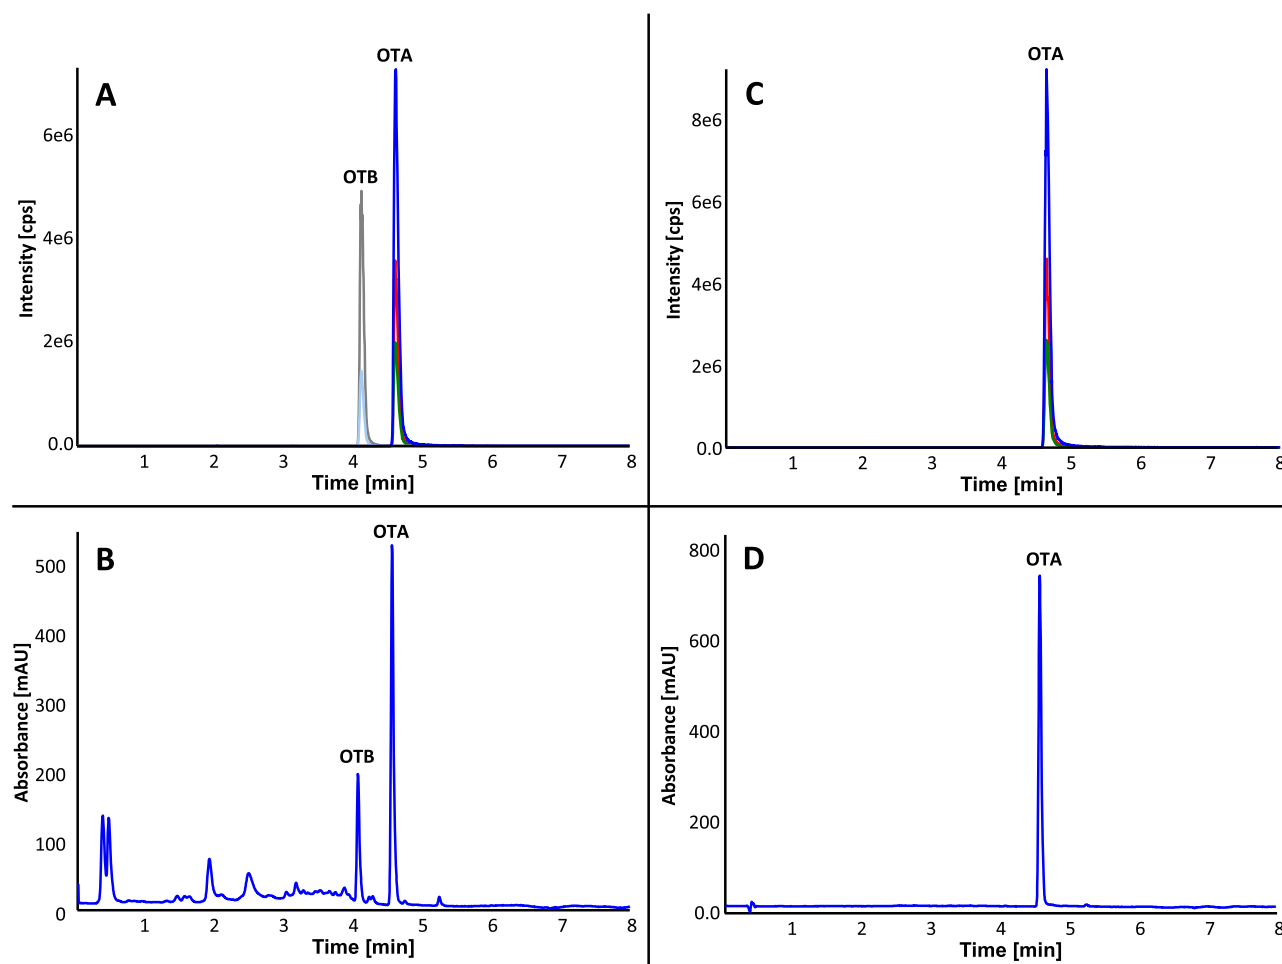 A
OTA
OTB
6e6
4e6
2e6
0.0
Intensity [cps]
1 2 3 4 5 6 7 8
Time [min]
C
OTA
8e6
6e6
4e6
2e6
0.0
Intensity [cps]
1 2 3 4 5 6 7 8
Time [min]
B
OTA
OTB
500
400
300
200
100
0
Absorbance [mAU]
1 2 3 4 5 6 7 8
Time [min]
D
OTA
800
600
400
200
0.0
Absorbance [mAU]
1 2 3 4 5 6 7 8
Time [min]